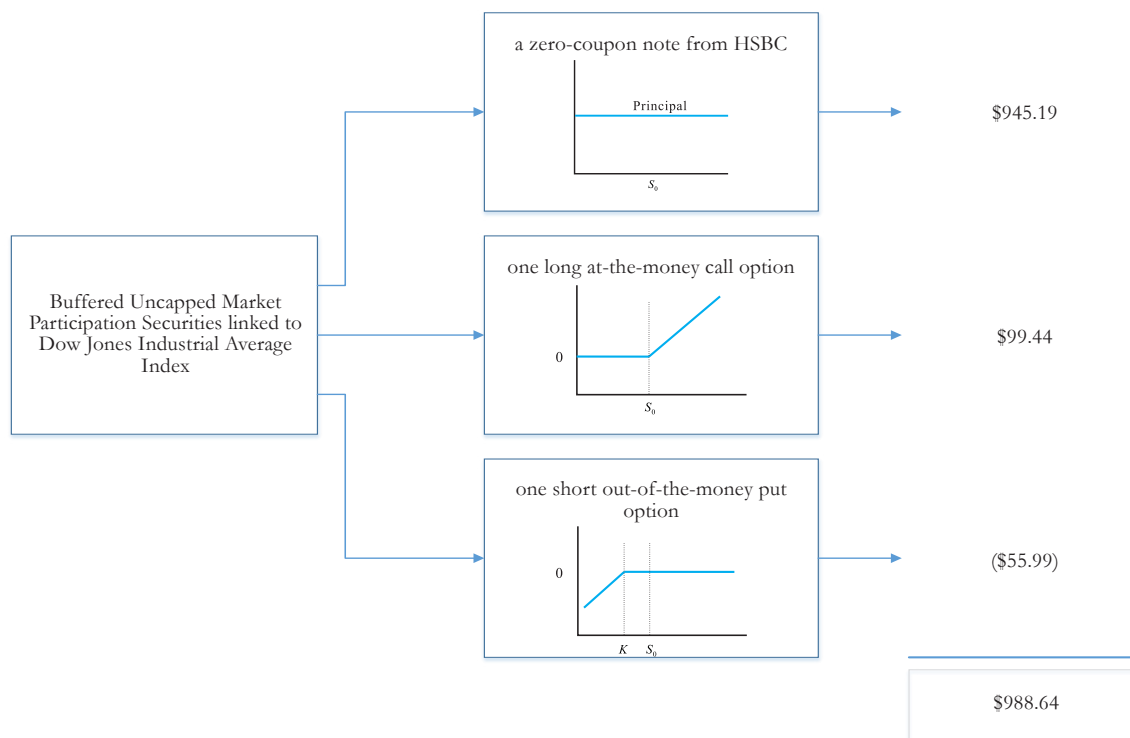 a zero-coupon note from HSBC
Principal
S₀
$945.19
Buffered Uncapped Market
Participation Securities linked to
Dow Jones Industrial Average
Index
one long at-the-money call option
0
S₀
$99.44
one short out-of-the-money put
option
0
K S₀
($55.99)
$988.64